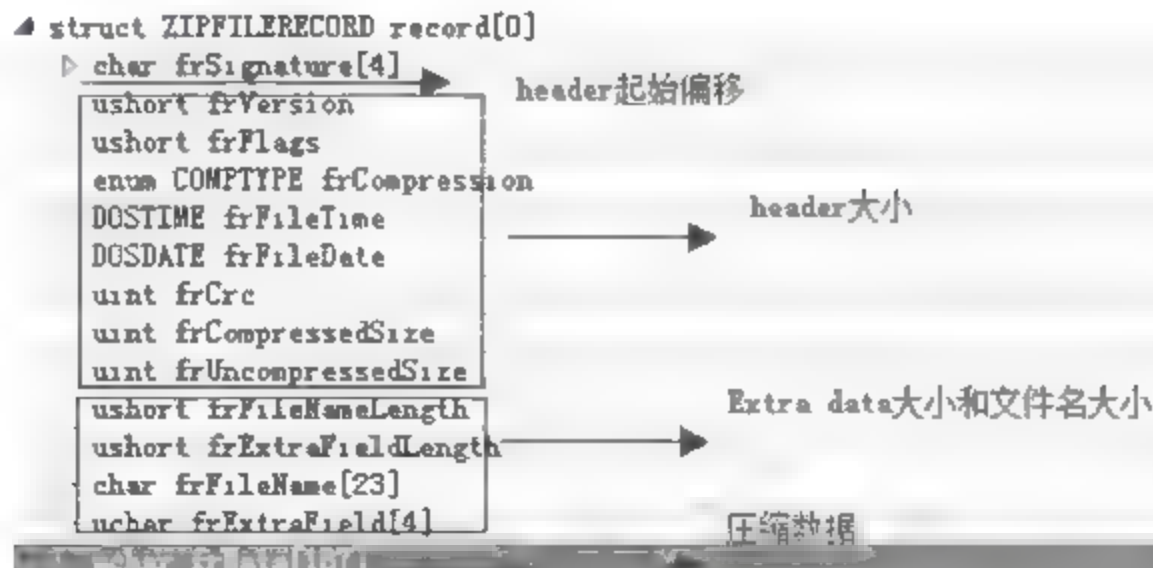 struct ZIPFILERECORD record[0]
char frSignature[4]
header起始偏移
ushort frVersion
ushort frFlags
enum COMPTYPE frCompression
DOSTIME frFileTime
header大小
DOSDATE frFileDate
uint frCrc
uint frCompressedSize
uint frUncompressedSize
ushort frFileNameLength
Extra data大小和文件名大小
ushort frExtraFieldLength
char frFileName[23]
uchar frExtraField[4]
压缩数据